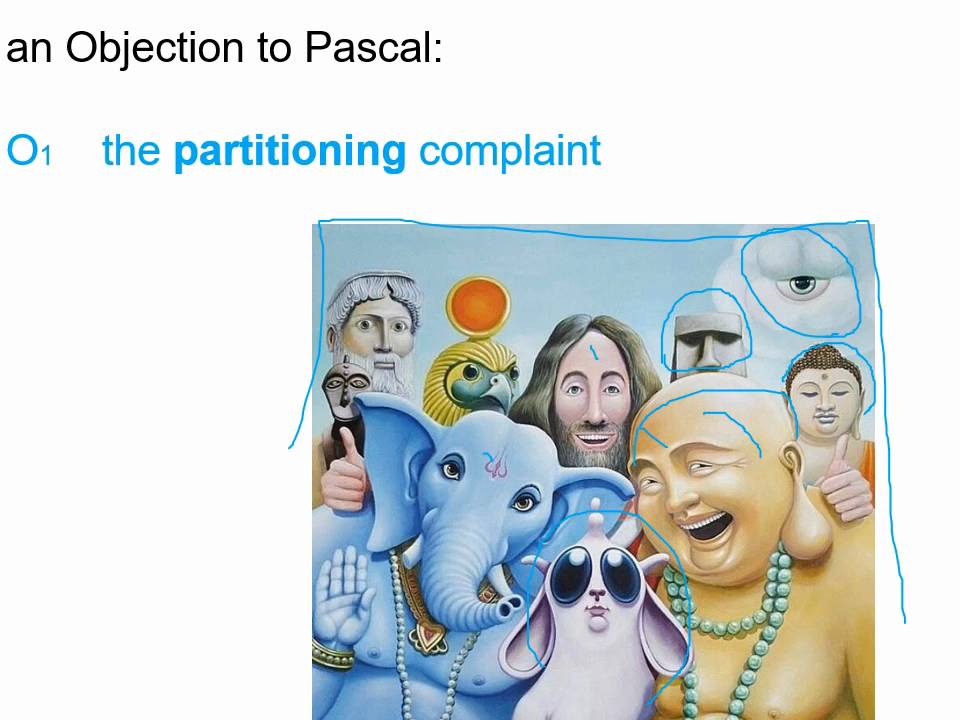 an Objection to Pascal:
O1 the partitioning complaint